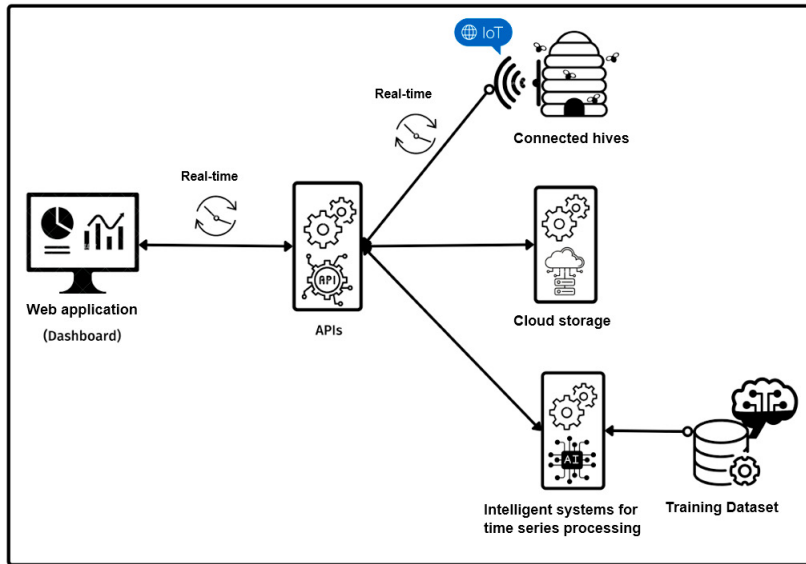 IoT
Real-time
Connected hives
Real-time
API
Web application
(Dashboard)
APIs
Cloud storage
AI
Intelligent systems for
time series processing
Training Dataset